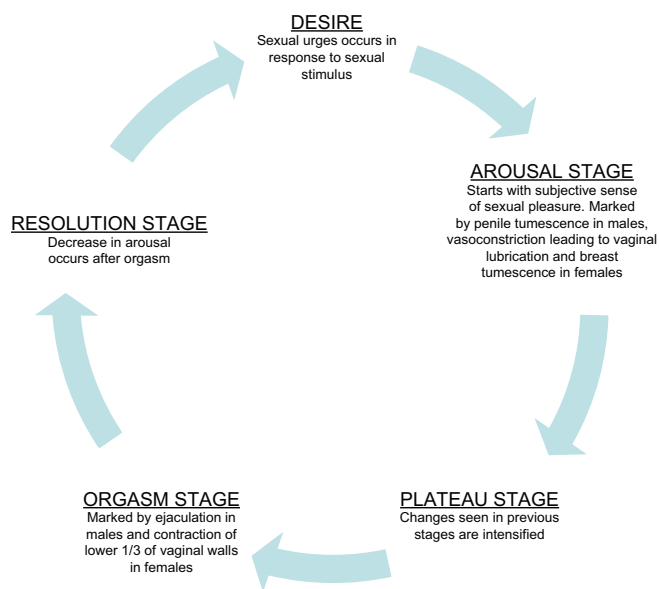 DESIRE
Sexual urges occurs in
response to sexual
stimulus
AROUSAL STAGE
Starts with subjective sense
of sexual pleasure. Marked
by penile tumescence in males,
vasoconstriction leading to vaginal
lubrication and breast
tumescence in females
PLATEAU STAGE
Changes seen in previous
stages are intensified
ORGASM STAGE
Marked by ejaculation in
males and contraction of
lower 1/3 of vaginal walls
in females
RESOLUTION STAGE
Decrease in arousal
occurs after orgasm